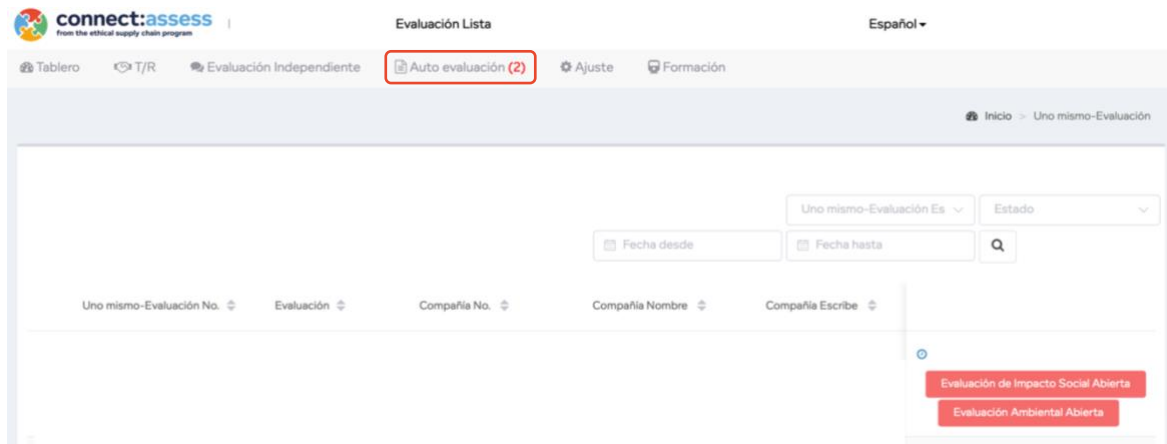 connect:assess
from the ethical supply chain program
Evaluación Lista
Español
Tablero T/R Evaluación Independiente Auto evaluación (2) Ajuste Formación
Inicio > Uno mismo-Evaluación
Uno mismo-Evaluación Es Estado
Fecha desde Fecha hasta
Uno mismo-Evaluación No. Evaluación Compañía No. Compañía Nombre Compañía Escribe
Evaluación de Impacto Social Abierta
Evaluación Ambiental Abierta